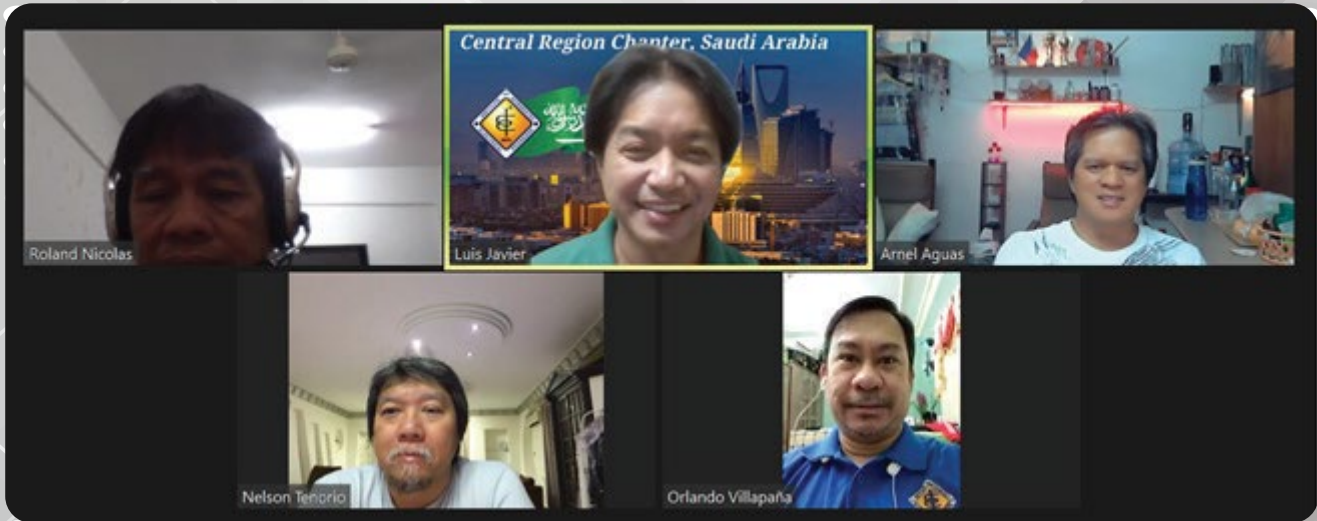 Central Region Chapter, Saudi Arabia
Roland Nicolas
Luis Javier
Arnel Aguas
Nelson Tenorio
Orlando Villapaña